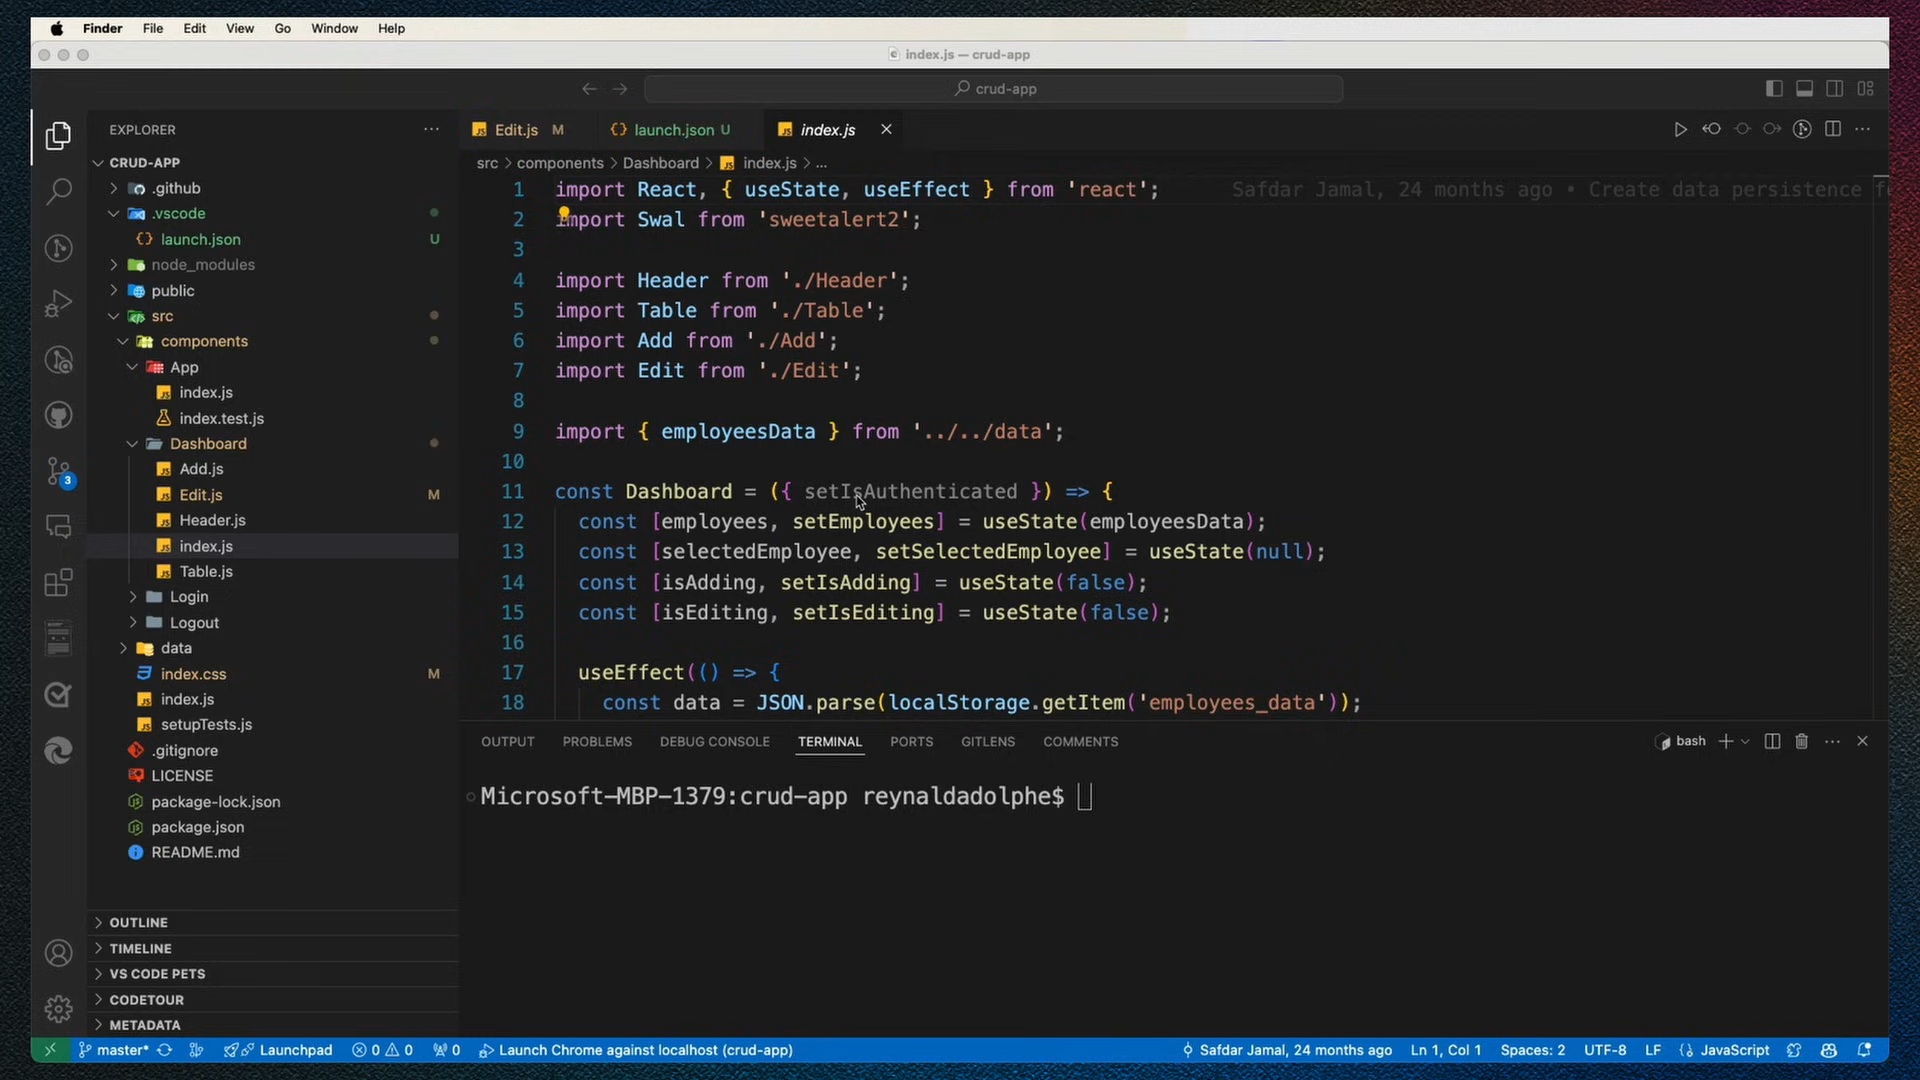 Finder File Edit View Go Window Help
index.js — crud-app
crud-app
EXPLORER
CRUD-APP
.github
.vscode
launch.json U
node_modules
public
src
components
App
index.js
index.test.js
Dashboard
Add.js
Edit.js M
Header.js
index.js
Table.js
Login
Logout
data
index.css M
index.js
setupTests.js
.gitignore
LICENSE
package-lock.json
package.json
README.md
OUTLINE
TIMELINE
VS CODE PETS
CODETOUR
METADATA
3
Edit.js M launch.json U index.js
src > components > Dashboard > index.js > ...
1 import React, { useState, useEffect } from 'react'; Safdar Jamal, 24 months ago • Create data persistence
2 import Swal from 'sweetalert2';
3
4 import Header from './Header';
5 import Table from './Table';
6 import Add from './Add';
7 import Edit from './Edit';
8
9 import { employeesData } from '../../data';
10
11 const Dashboard = ({ setIsAuthenticated }) => {
12 const [employees, setEmployees] = useState(employeesData);
13 const [selectedEmployee, setSelectedEmployee] = useState(null);
14 const [isAdding, setIsAdding] = useState(false);
15 const [isEditing, setIsEditing] = useState(false);
16
17 useEffect(() => {
18 const data = JSON.parse(localStorage.getItem('employees_data'));
OUTPUT PROBLEMS DEBUG CONSOLE TERMINAL PORTS GITLENS COMMENTS bash
Microsoft-MBP-1379:crud-app reynaldadolphe$
master* Launchpad 0 0 0 Launch Chrome against localhost (crud-app) Safdar Jamal, 24 months ago Ln 1, Col 1 Spaces: 2 UTF-8 LF JavaScript